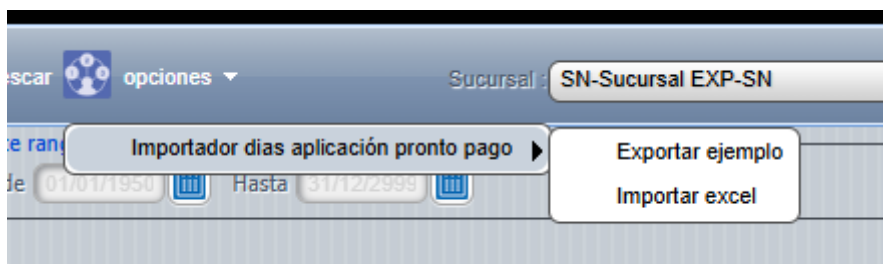 escar opciones Sucursal : SN-Sucursal EXP-SN
te rang Importador dias aplicación pronto pago Exportar ejemplo
de 01/01/1950 Hasta 31/12/2999 Importar excel